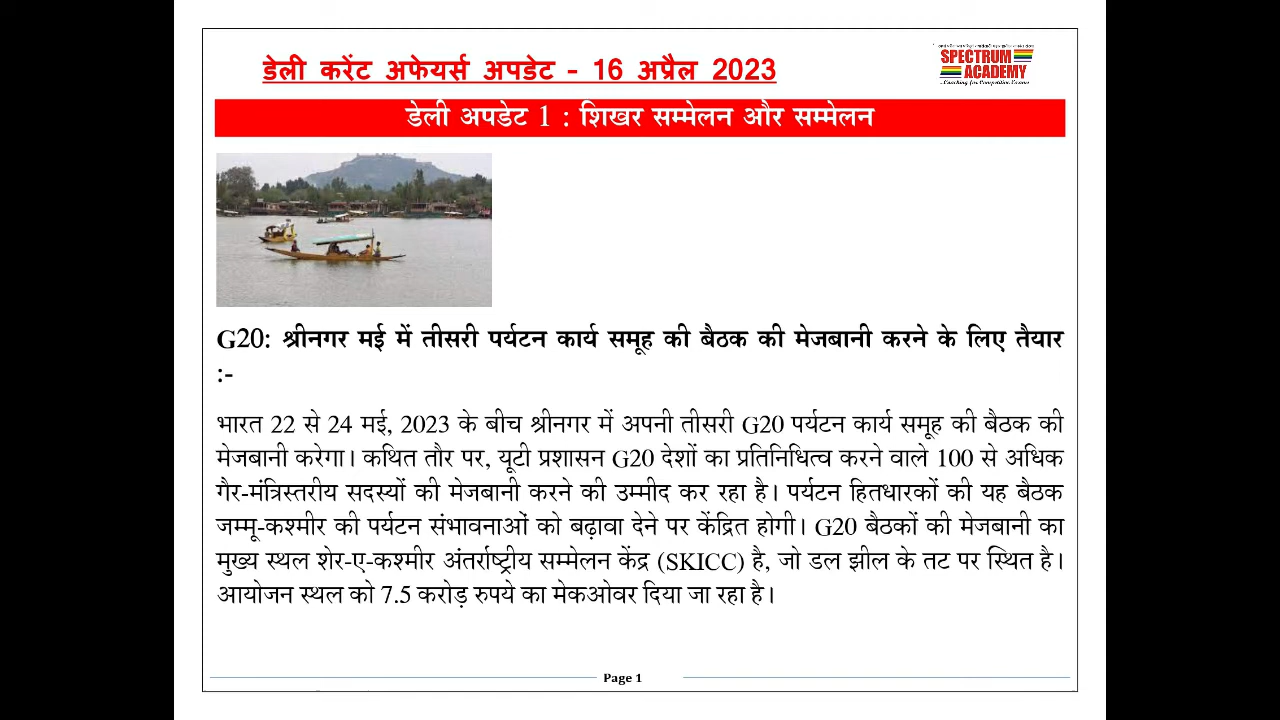 डेली करेंट अफेयर्स अपडेट - 16 अप्रैल 2023
SPECTRUM
ACADEMY
डेली अपडेट 1 : शिखर सम्मेलन और सम्मेलन
G20: श्रीनगर मई में तीसरी पर्यटन कार्य समूह की बैठक की मेजबानी करने के लिए तैयार
:-
भारत 22 से 24 मई, 2023 के बीच श्रीनगर में अपनी तीसरी G20 पर्यटन कार्य समूह की बैठक की
मेजबानी करेगा। कथित तौर पर, यूटी प्रशासन G20 देशों का प्रतिनिधित्व करने वाले 100 से अधिक
गैर-मंत्रिस्तरीय सदस्यों की मेजबानी करने की उम्मीद कर रहा है। पर्यटन हितधारकों की यह बैठक
जम्मू-कश्मीर की पर्यटन संभावनाओं को बढ़ावा देने पर केंद्रित होगी। G20 बैठकों की मेजबानी का
मुख्य स्थल शेर-ए-कश्मीर अंतर्राष्ट्रीय सम्मेलन केंद्र (SKICC) है, जो डल झील के तट पर स्थित है।
आयोजन स्थल को 7.5 करोड़ रुपये का मेकओवर दिया जा रहा है।
Page 1